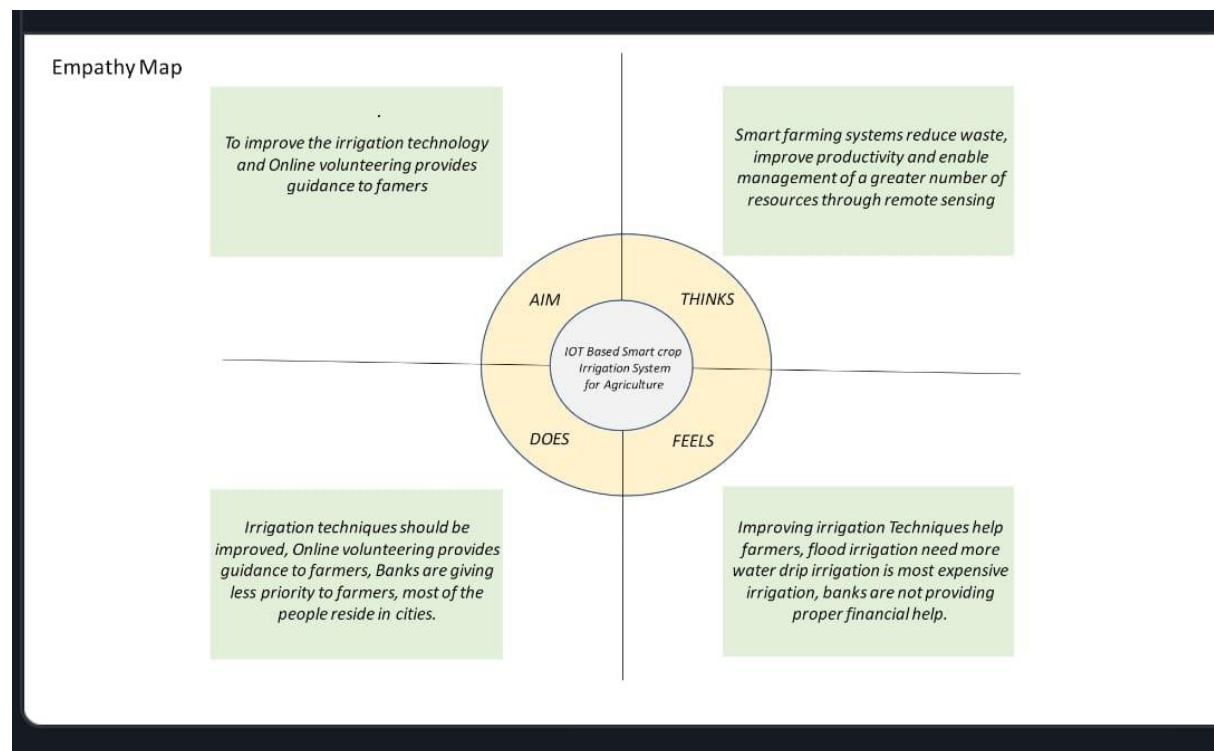 Empathy Map
.
To improve the irrigation technology
and Online volunteering provides
guidance to famers
Smart farming systems reduce waste,
improve productivity and enable
management of a greater number of
resources through remote sensing
AIM
THINKS
IOT Based Smart crop
Irrigation System
for Agriculture
DOES
FEELS
Irrigation techniques should be
improved, Online volunteering provides
guidance to farmers, Banks are giving
less priority to farmers, most of the
people reside in cities.
Improving irrigation Techniques help
farmers, flood irrigation need more
water drip irrigation is most expensive
irrigation, banks are not providing
proper financial help.